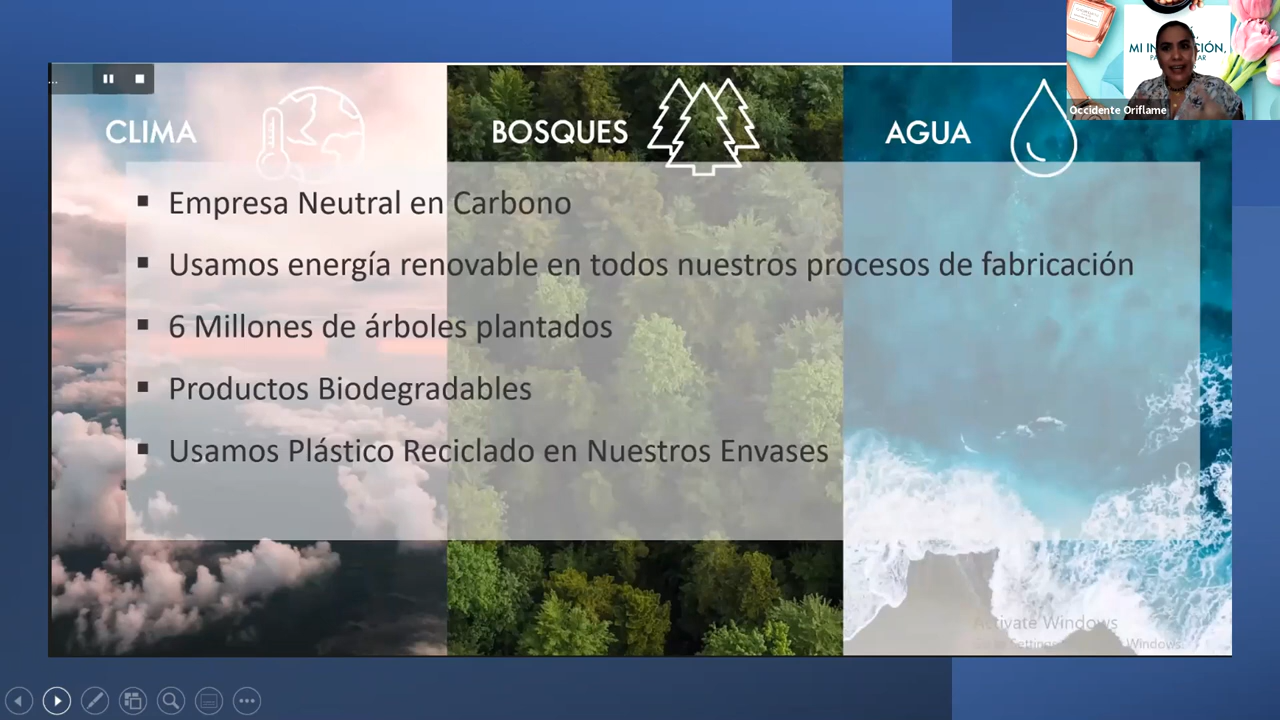 CLIMA
BOSQUES
AGUA
Occidente Oriflame
▪ Empresa Neutral en Carbono
▪ Usamos energía renovable en todos nuestros procesos de fabricación
▪ 6 Millones de árboles plantados
▪ Productos Biodegradables
▪ Usamos Plástico Reciclado en Nuestros Envases
Activate Windows
Windows.